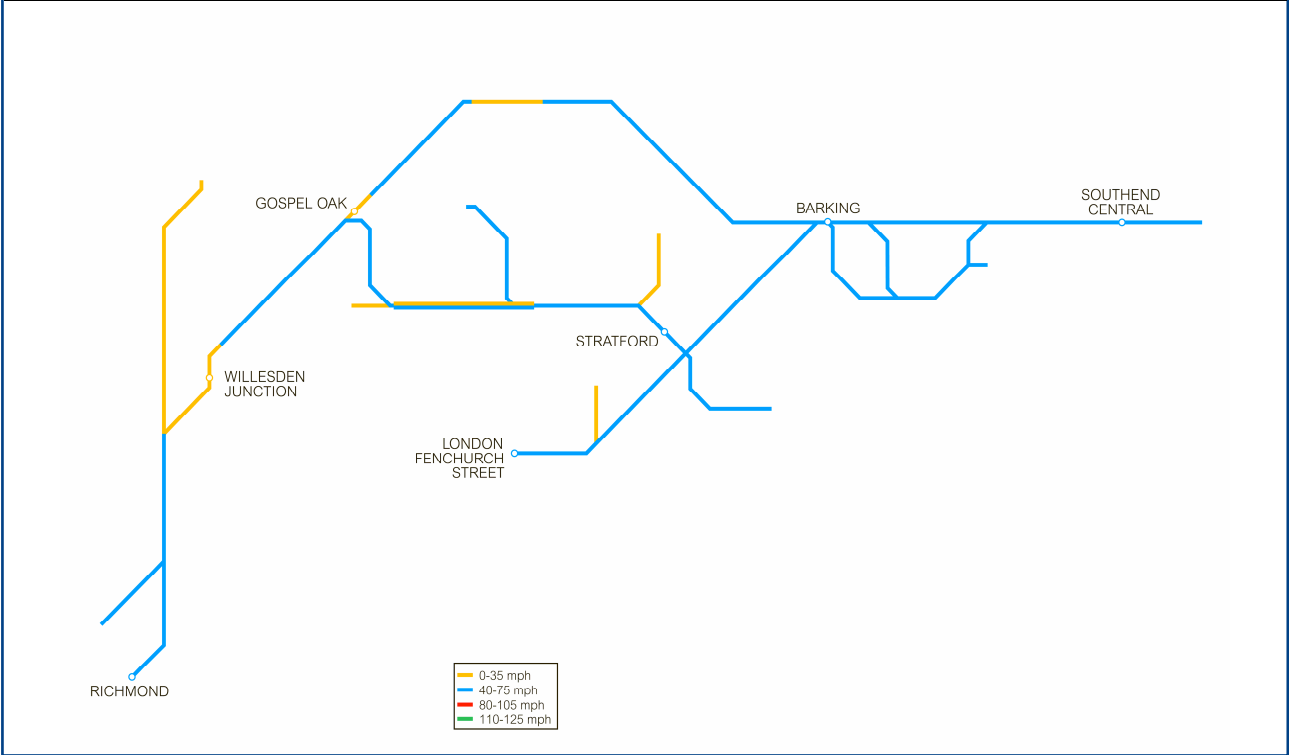 GOSPEL OAK
BARKING
SOUTHEND
CENTRAL
STRATFORD
WILLESDEN
JUNCTION
LONDON
FENCHURCH
STREET
RICHMOND
0-35 mph
40-75 mph
80-105 mph
110-125 mph